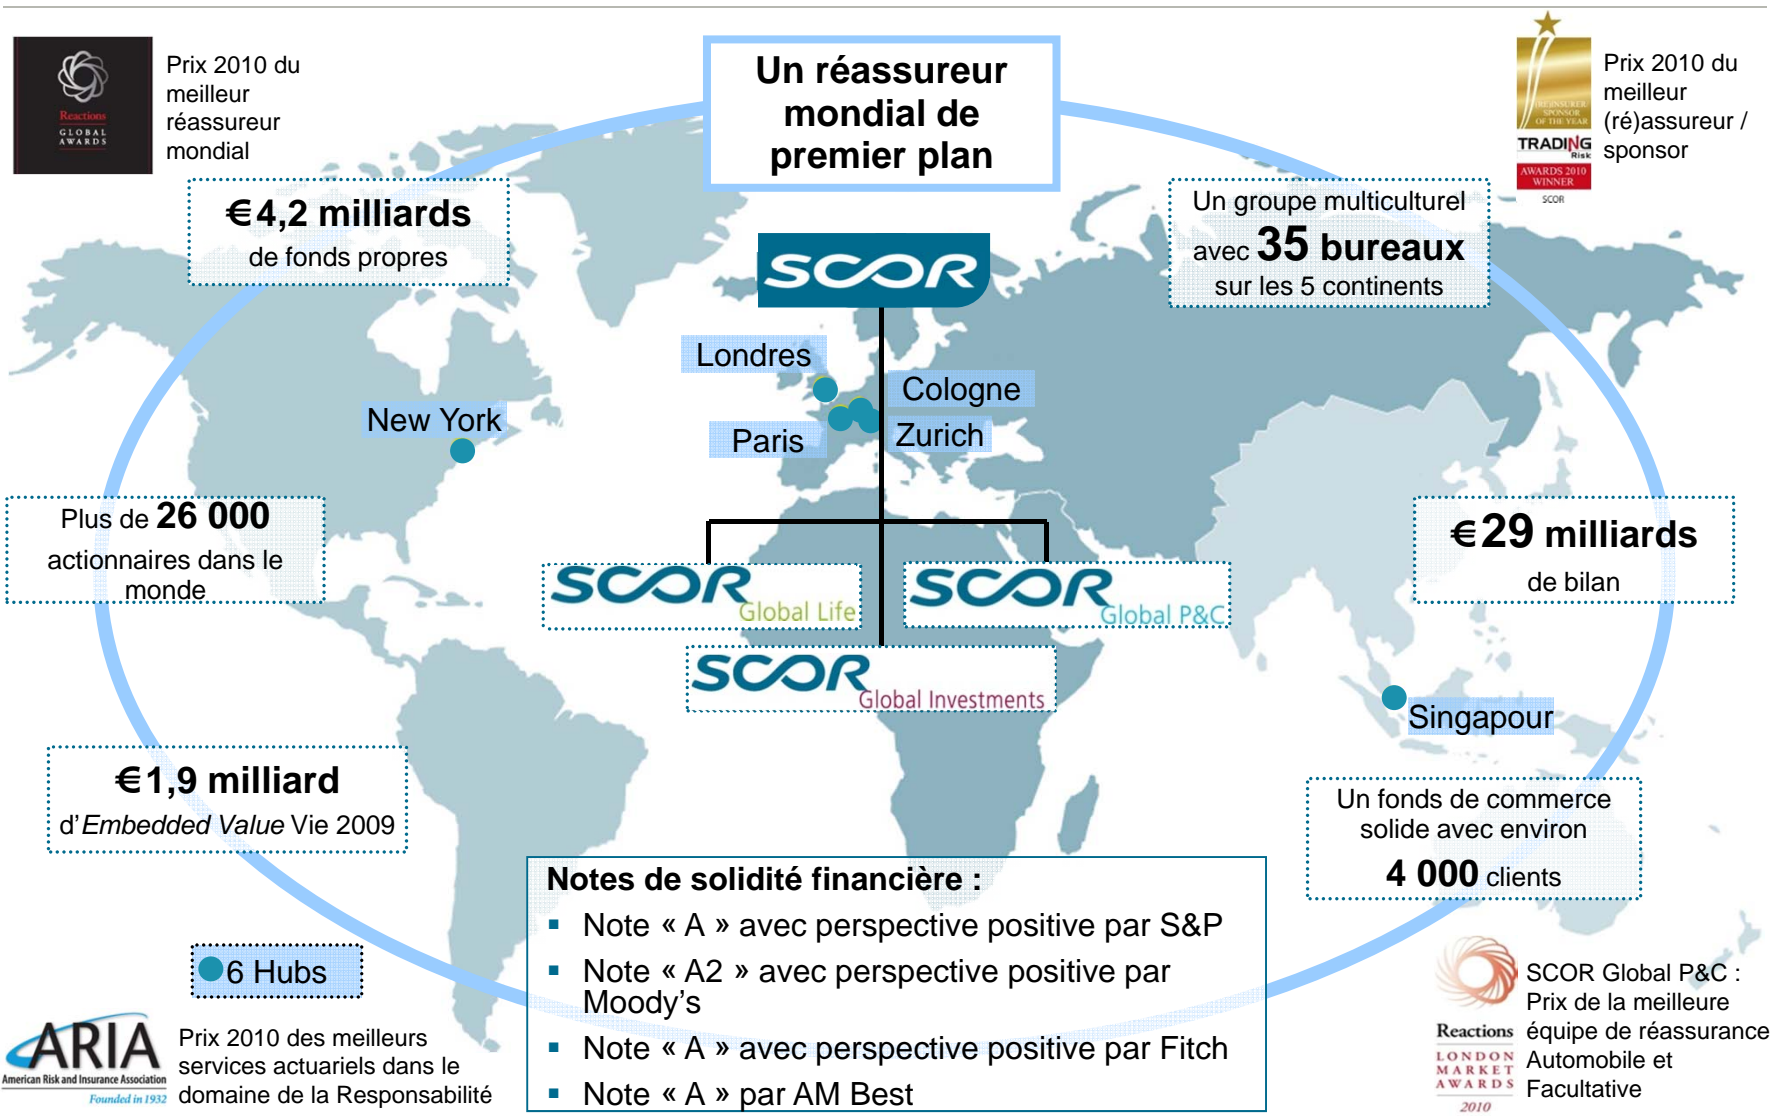 Reactions
GLOBAL
AWARDS
Prix 2010 du
meilleur
réassureur
mondial
Un réassureur
mondial de
premier plan
(RE)INSURER
SPONSOR
OF THE YEAR
TRADING
Risk
AWARDS 2010
WINNER
SCOR
Prix 2010 du
meilleur
(ré)assureur /
sponsor
€4,2 milliards
de fonds propres
Un groupe multiculturel
avec 35 bureaux
sur les 5 continents
SCOR
Londres
Cologne
New York
Paris
Zurich
Plus de 26 000
actionnaires dans le
monde
€29 milliards
de bilan
SCOR
Global Life
SCOR
Global P&C
SCOR
Global Investments
Singapour
€1,9 milliard
d’Embedded Value Vie 2009
Un fonds de commerce
solide avec environ
4 000 clients
Notes de solidité financière :
▪ Note « A » avec perspective positive par S&P
▪ Note « A2 » avec perspective positive par
Moody’s
▪ Note « A » avec perspective positive par Fitch
▪ Note « A » par AM Best
6 Hubs
ARIA
American Risk and Insurance Association
Founded in 1932
Prix 2010 des meilleurs
services actuariels dans le
domaine de la Responsabilité
Reactions
LONDON
MARKET
AWARDS
2010
SCOR Global P&C :
Prix de la meilleure
équipe de réassurance
Automobile et
Facultative